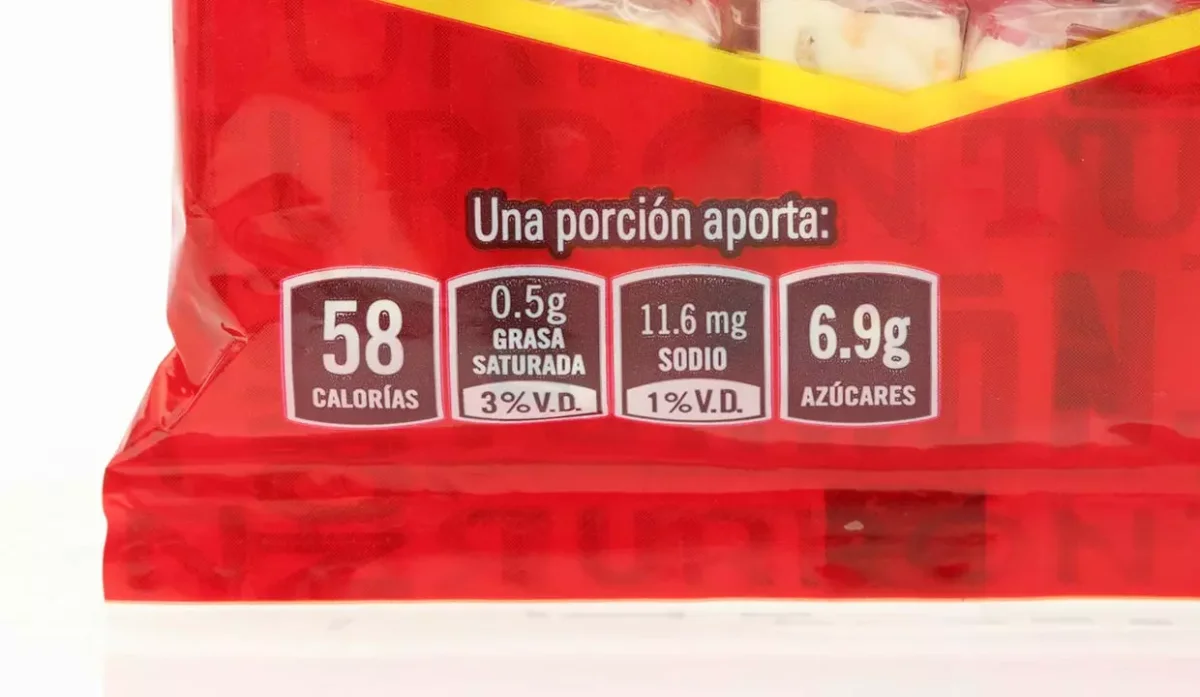 Una porción aporta:
58
CALORÍAS
0.5g
GRASA
SATURADA
3%V.D.
11.6 mg
SODIO
1%V.D.
6.9g
AZÚCARES